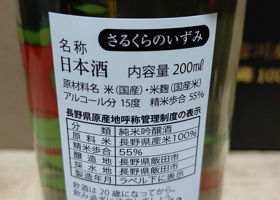 さるくらのいずみ
名称
日本酒 内容量 200ml
原材料名 米(国産)・米麹(国産米)
アルコール分 15度 精米歩合 55%
長野県原産地呼称管理制度の表示
分類 純米吟醸酒
原料米 長野県産米100%
精米歩合 55%
醸造地 長野県飯田市
採水地 長野県飯田市
製造年月 ラベル下に表示
飲酒は20歳になってから。